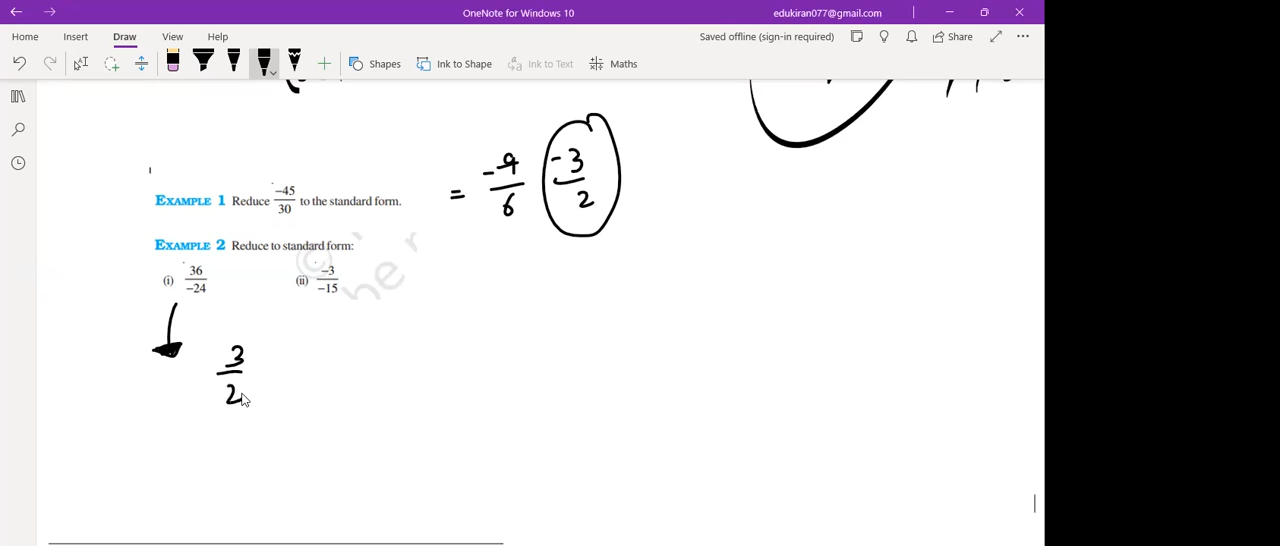 OneNote for Windows 10
edukiran077@gmail.com
Home Insert Draw View Help
Saved offline (sign-in required)
Share
Shapes
Ink to Shape
Ink to Text
Maths
EXAMPLE 1 Reduce -45/30 to the standard form.
= -9/6 -3/2
EXAMPLE 2 Reduce to standard form:
(i) 36/-24 (ii) -3/-15
3/2
©
he